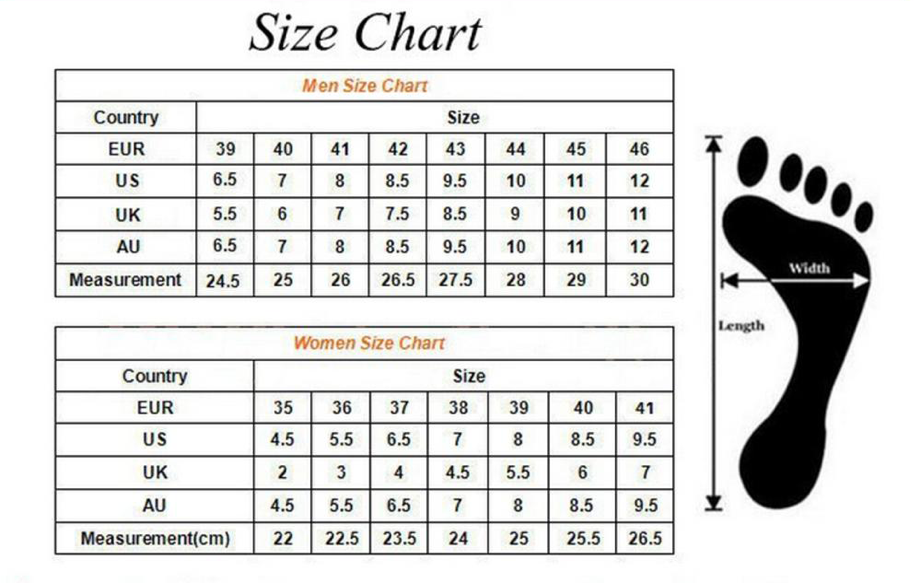 Size Chart
Men Size Chart
Country Size
EUR 39 40 41 42 43 44 45 46
US 6.5 7 8 8.5 9.5 10 11 12
UK 5.5 6 7 7.5 8.5 9 10 11
AU 6.5 7 8 8.5 9.5 10 11 12
Measurement 24.5 25 26 26.5 27.5 28 29 30
Women Size Chart
Country Size
EUR 35 36 37 38 39 40 41
US 4.5 5.5 6.5 7 8 8.5 9.5
UK 2 3 4 4.5 5.5 6 7
AU 4.5 5.5 6.5 7 8 8.5 9.5
Measurement(cm) 22 22.5 23.5 24 25 25.5 26.5
Width
Length